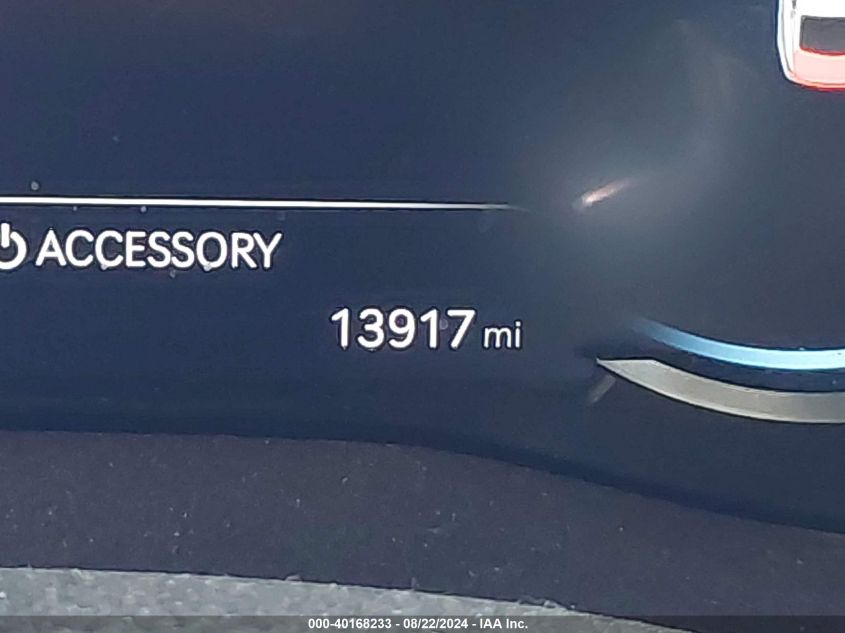 ACCESSORY
13917 mi
000-40168233 - 08/22/2024 - IAA Inc.